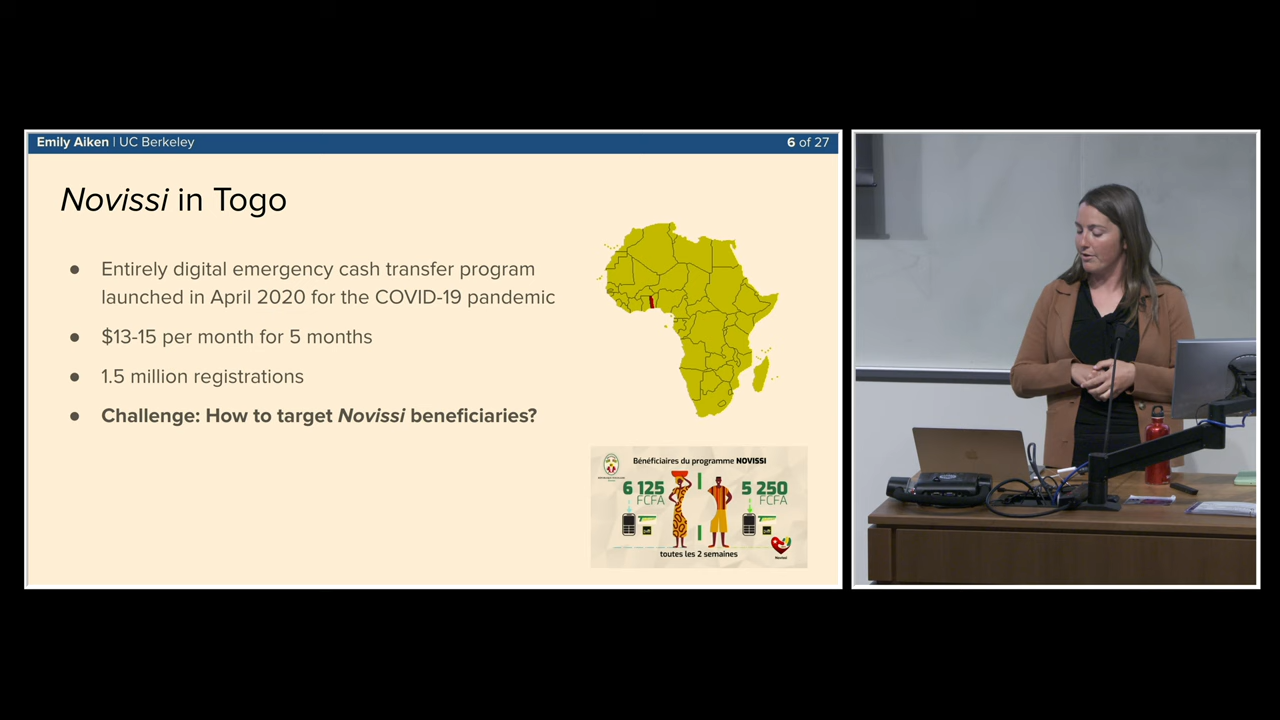 Emily Aiken | UC Berkeley
6 of 27
Novissi in Togo
● Entirely digital emergency cash transfer program
launched in April 2020 for the COVID-19 pandemic
● $13-15 per month for 5 months
● 1.5 million registrations
● Challenge: How to target Novissi beneficiaries?
Bénéficiaires du programme NOVISSI
6 125
FCFA
5 250
FCFA
toutes les 2 semaines
Novissi